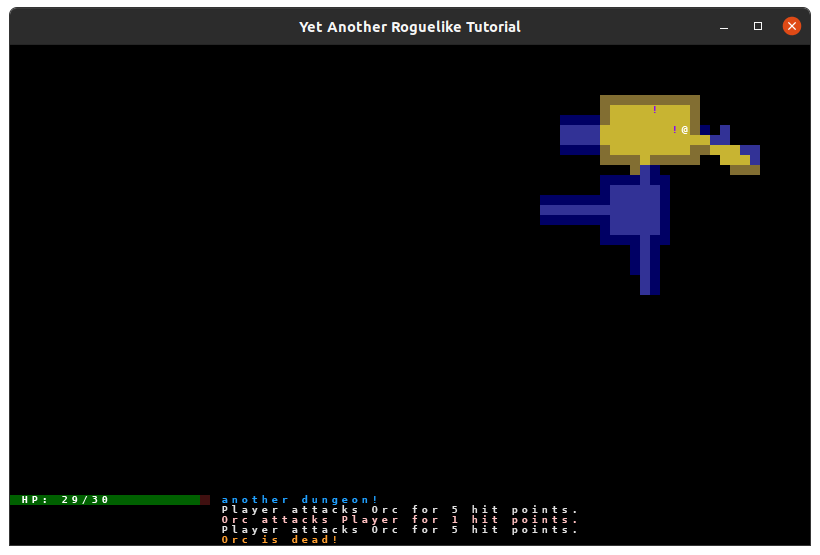 Yet Another Roguelike Tutorial
!
!@
HP: 29/30
another dungeon!
Player attacks Orc for 5 hit points.
Orc attacks Player for 1 hit points.
Player attacks Orc for 5 hit points.
Orc is dead!